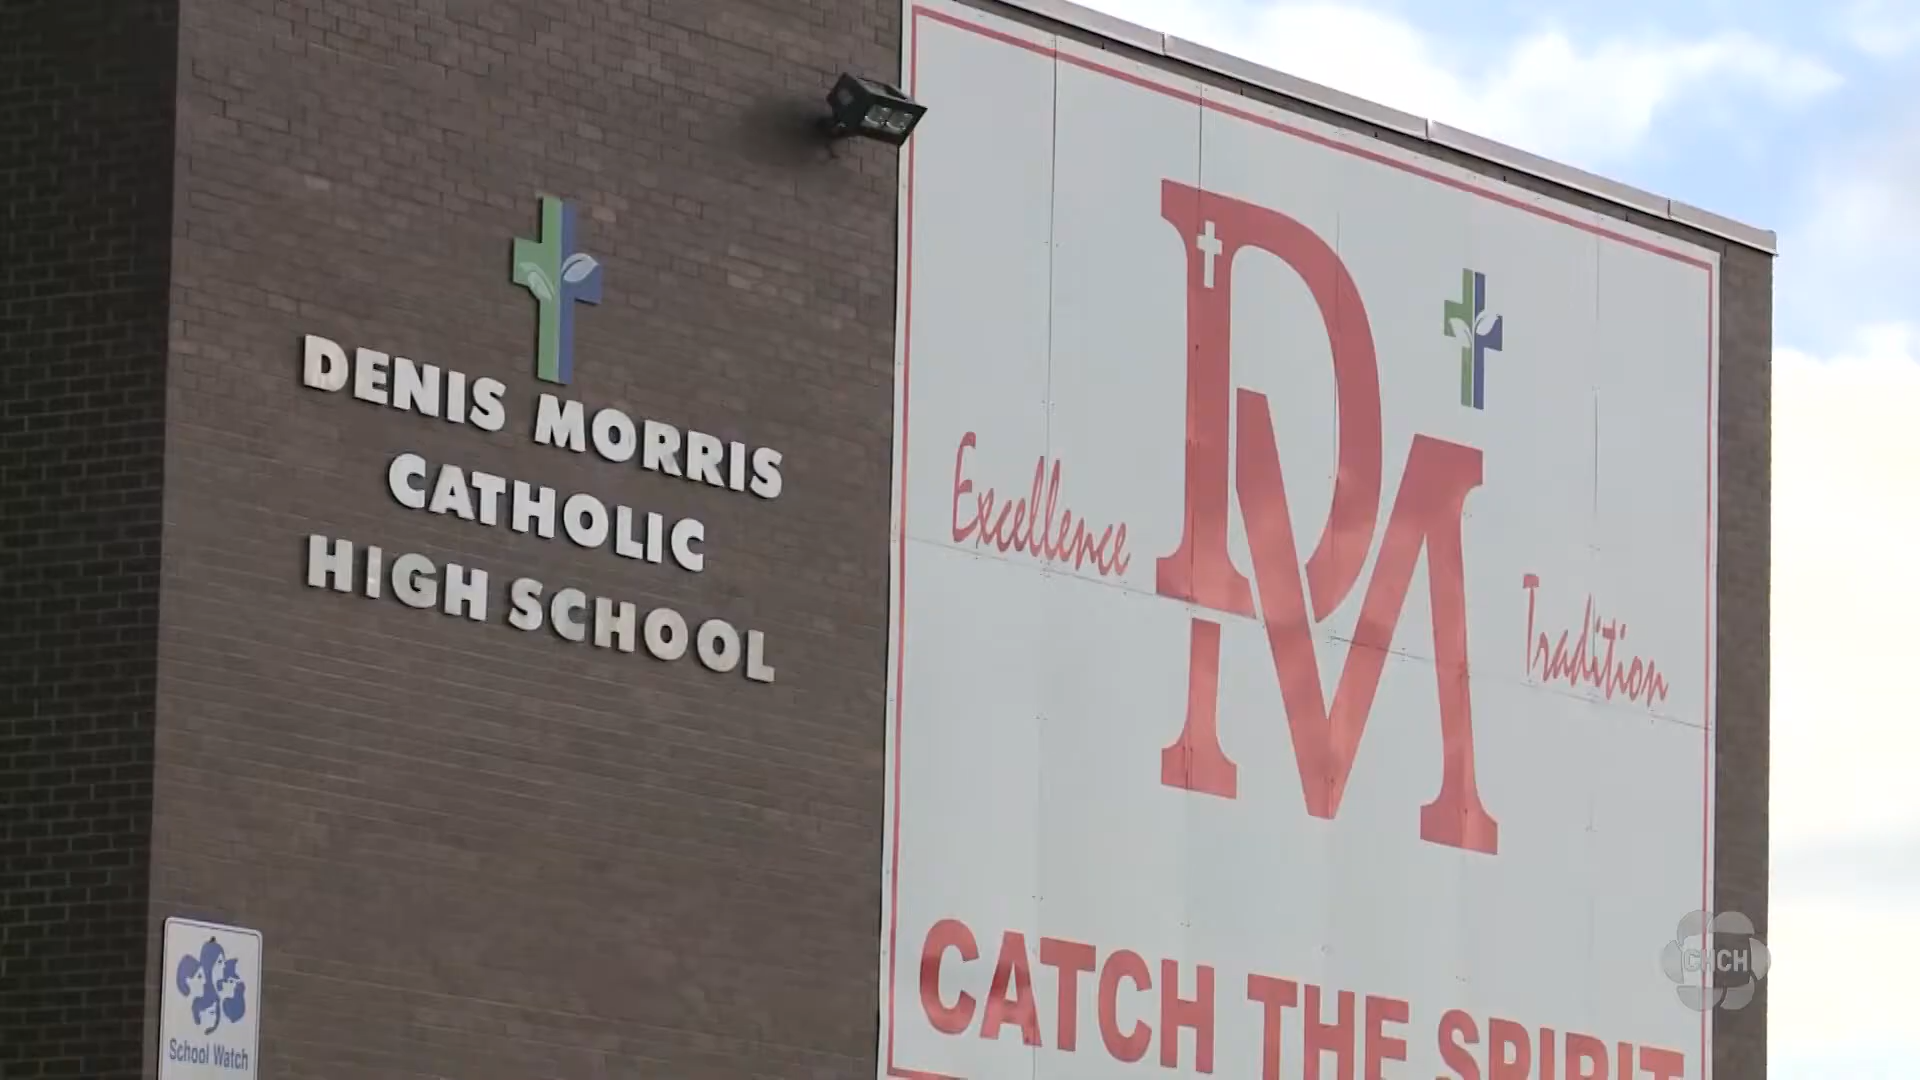 DENIS MORRIS
CATHOLIC
HIGH SCHOOL
DM
Excellence
Tradition
CATCH THE SPIRIT
School Watch
CHCH